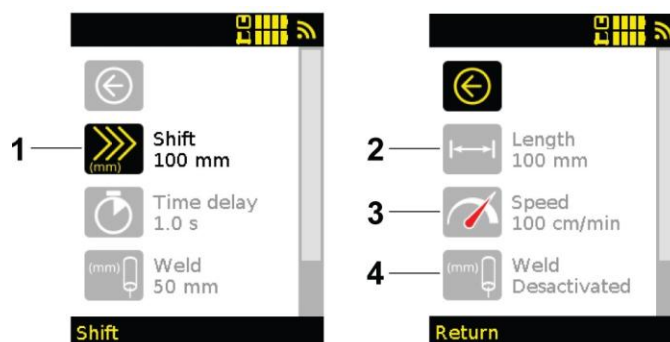 1
(mm)
Shift
100 mm
Time delay
1.0 s
(mm)
Weld
50 mm
Shift
2
Length
100 mm
3
Speed
100 cm/min
4
(mm)
Weld
Desactivated
Return